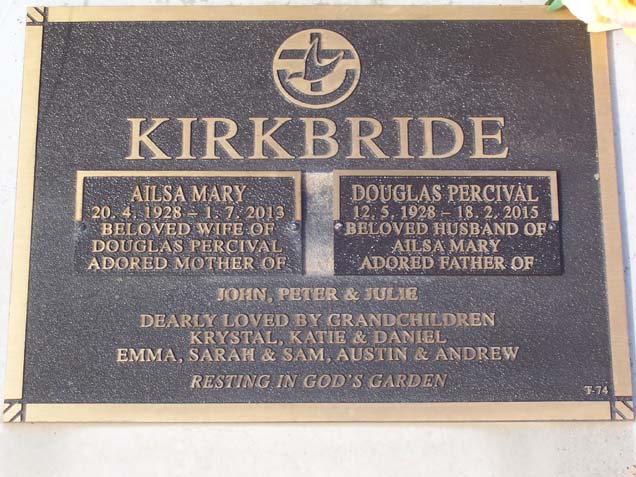 KIRKBRIDE
AILSA MARY
20. 4. 1928 – 1. 7. 2013
BELOVED WIFE OF
DOUGLAS PERCIVAL
ADORED MOTHER OF
DOUGLAS PERCIVAL
12. 5. 1928 – 18. 2. 2015
BELOVED HUSBAND OF
AILSA MARY
ADORED FATHER OF
JOHN, PETER & JULIE
DEARLY LOVED BY GRANDCHILDREN
KRYSTAL, KATIE & DANIEL
EMMA, SARAH & SAM, AUSTIN & ANDREW
RESTING IN GOD'S GARDEN